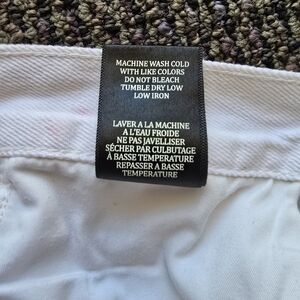 MACHINE WASH COLD
WITH LIKE COLORS
DO NOT BLEACH
TUMBLE DRY LOW
LOW IRON
LAVER A LA MACHINE
A L'EAU FROIDE
NE PAS JAVELLISER
SÉCHER PAR CULBUTAGE
À BASSE TEMPERATURE
REPASSER A BASSE
TEMPERATURE